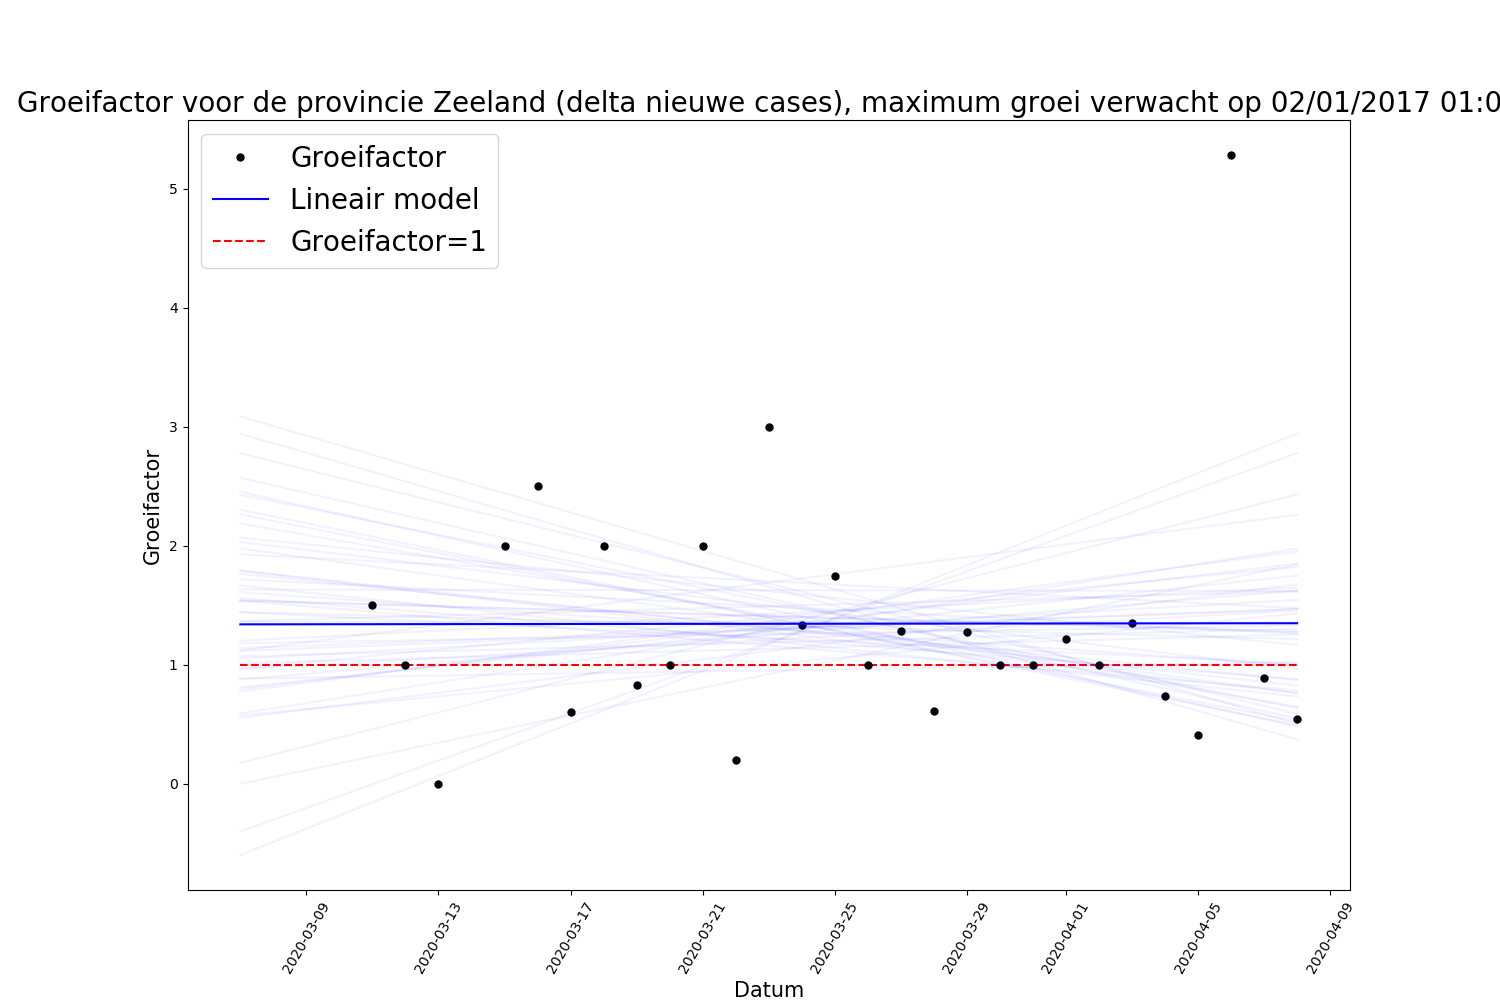 Groeifactor voor de provincie Zeeland (delta nieuwe cases), maximum groei verwacht op 02/01/2017 01:0
Groeifactor
Lineair model
Groeifactor=1
5
4
3
2
1
0
Groeifactor
2020-03-09
2020-03-13
2020-03-17
2020-03-21
2020-03-25
2020-03-29
2020-04-01
2020-04-05
2020-04-09
Datum